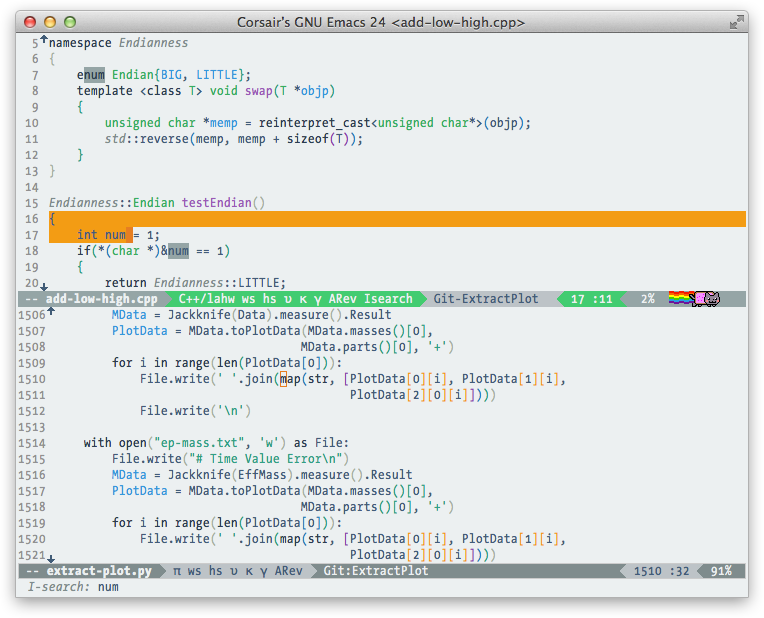 Corsair's GNU Emacs 24 <add-low-high.cpp>
5 namespace Endianness
6 {
7     enum Endian{BIG, LITTLE};
8     template <class T> void swap(T *objp)
9     {
10         unsigned char *memp = reinterpret_cast<unsigned char*>(objp);
11         std::reverse(memp, memp + sizeof(T));
12     }
13 }
14
15 Endianness::Endian testEndian()
16 {
17     int num = 1;
18     if(*(char *)&num == 1)
19     {
20         return Endianness::LITTLE;
-- add-low-high.cpp C++/lahw ws hs υ κ γ ARev Isearch Git-ExtractPlot 17 :11 2%
1506         MData = Jackknife(Data).measure().Result
1507         PlotData = MData.toPlotData(MData.masses()[0],
1508                                    MData.parts()[0], '+')
1509         for i in range(len(PlotData[0])):
1510             File.write(' '.join(map(str, [PlotData[0][i], PlotData[1][i],
1511                                           PlotData[2][0][i]])))
1512             File.write('\n')
1513
1514     with open("ep-mass.txt", 'w') as File:
1515         File.write("# Time Value Error\n")
1516         MData = Jackknife(EffMass).measure().Result
1517         PlotData = MData.toPlotData(MData.masses()[0],
1518                                    MData.parts()[0], '+')
1519         for i in range(len(PlotData[0])):
1520             File.write(' '.join(map(str, [PlotData[0][i], PlotData[1][i],
1521                                           PlotData[2][0][i]])))
-- extract-plot.py π ws hs υ κ γ ARev Git:ExtractPlot 1510 :32 91%
I-search: num